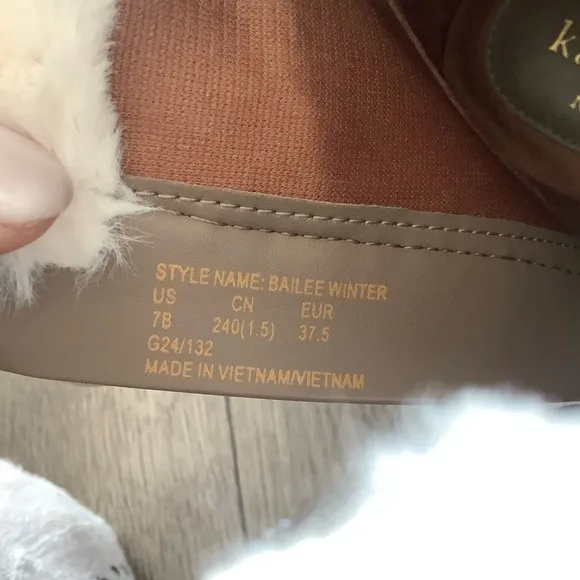 STYLE NAME: BAILEE WINTER
US CN EUR
7B 240(1.5) 37.5
G24/132
MADE IN VIETNAM/VIETNAM